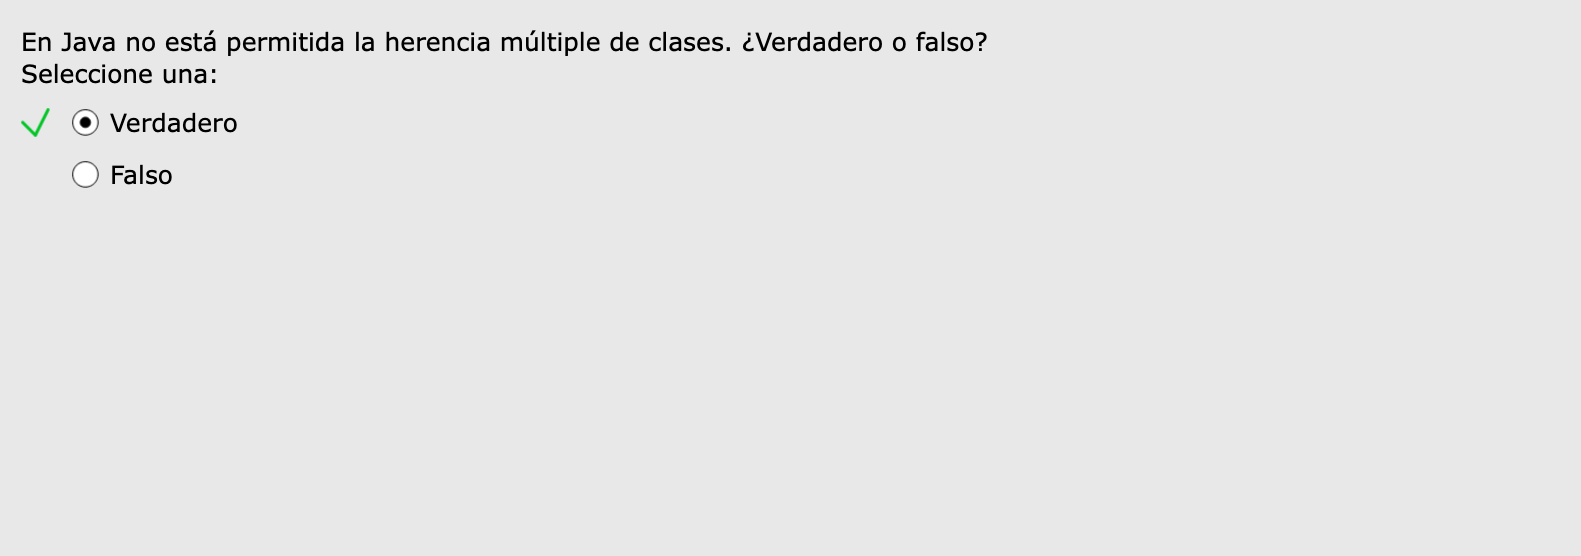 En Java no está permitida la herencia múltiple de clases. ¿Verdadero o falso?
Seleccione una:
Verdadero
Falso